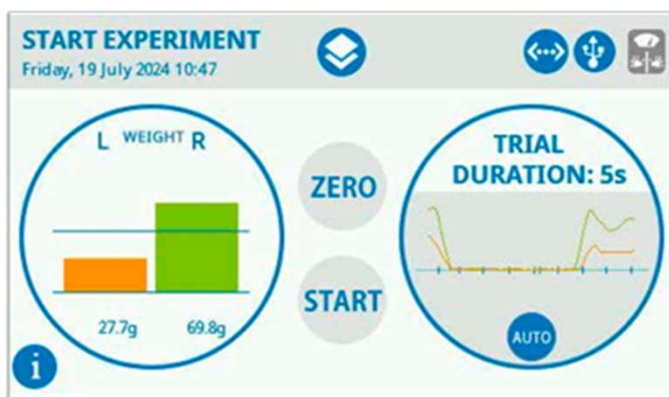 START EXPERIMENT
Friday, 19 July 2024 10:47
L WEIGHT R
27.7g 69.8g
ZERO
START
TRIAL
DURATION: 5s
AUTO
i